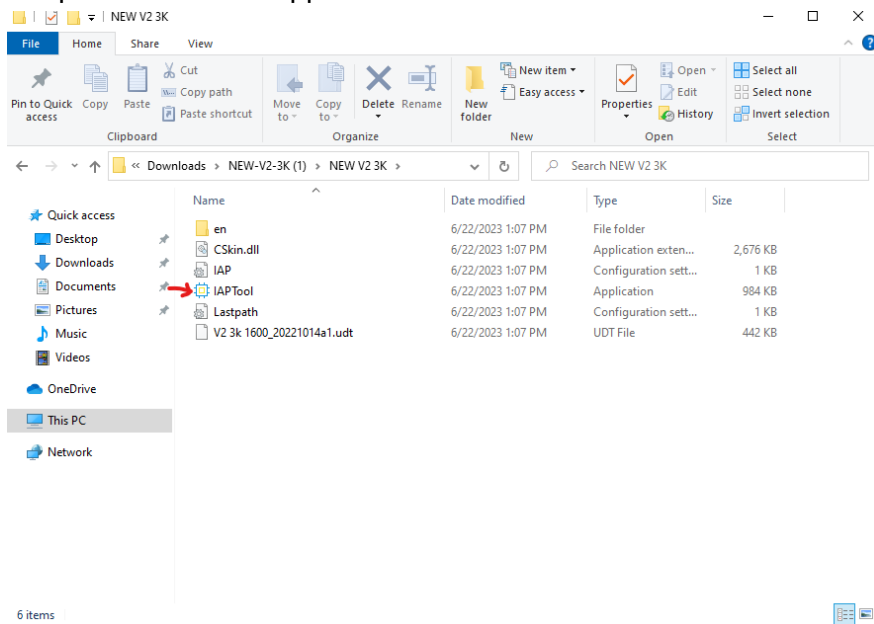 NEW V2 3K
File Home Share View
Pin to Quick access
Copy
Paste
Cut
Copy path
Paste shortcut
Clipboard
Move to
Copy to
Delete
Rename
Organize
New folder
New item
Easy access
New
Properties
Open
Edit
History
Open
Select all
Select none
Invert selection
Select
« Downloads > NEW-V2-3K (1) > NEW V2 3K >
Search NEW V2 3K
Quick access
Desktop
Downloads
Documents
Pictures
Music
Videos
OneDrive
This PC
Network
Name Date modified Type Size
en 6/22/2023 1:07 PM File folder
CSkin.dll 6/22/2023 1:07 PM Application exten... 2,676 KB
IAP 6/22/2023 1:07 PM Configuration sett... 1 KB
IAPTool 6/22/2023 1:07 PM Application 984 KB
Lastpath 6/22/2023 1:07 PM Configuration sett... 1 KB
V2 3k 1600_20221014a1.udt 6/22/2023 1:07 PM UDT File 442 KB
6 items